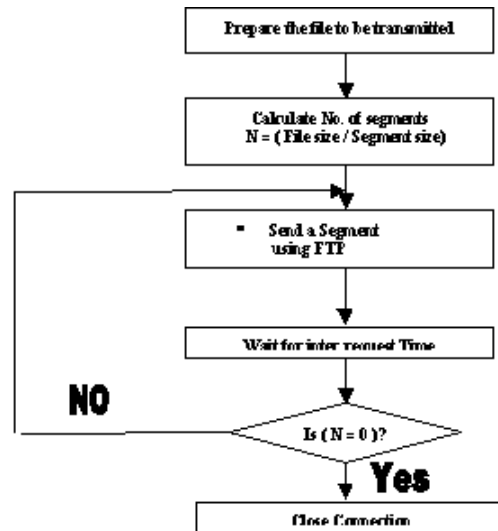 Prepare the file to be transmitted
Calculate No. of segments
N = ( File size / Segment size)
▪ Send a Segment
using FTP
Wait for inter request Time
NO
Is ( N = 0 )?
Yes
Close Connection